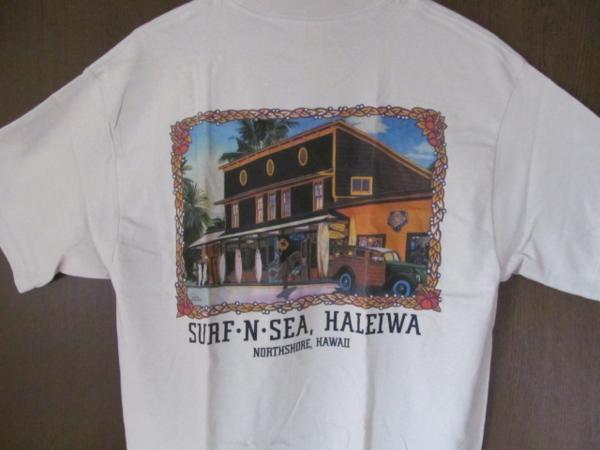 SURF·N·SEA, HALEIWA
NORTHSHORE, HAWAII